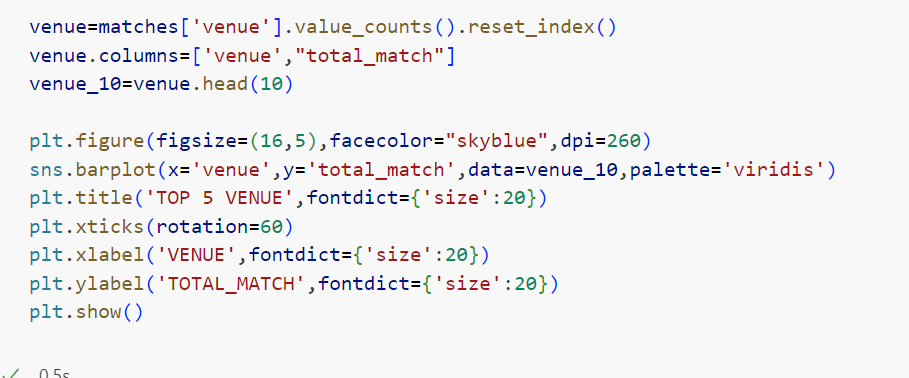 venue=matches['venue'].value_counts().reset_index()
venue.columns=['venue',"total_match"]
venue_10=venue.head(10)
plt.figure(figsize=(16,5),facecolor="skyblue",dpi=260)
sns.barplot(x='venue',y='total_match',data=venue_10,palette='viridis')
plt.title('TOP 5 VENUE',fontdict={'size':20})
plt.xticks(rotation=60)
plt.xlabel('VENUE',fontdict={'size':20})
plt.ylabel('TOTAL_MATCH',fontdict={'size':20})
plt.show()
0.5s